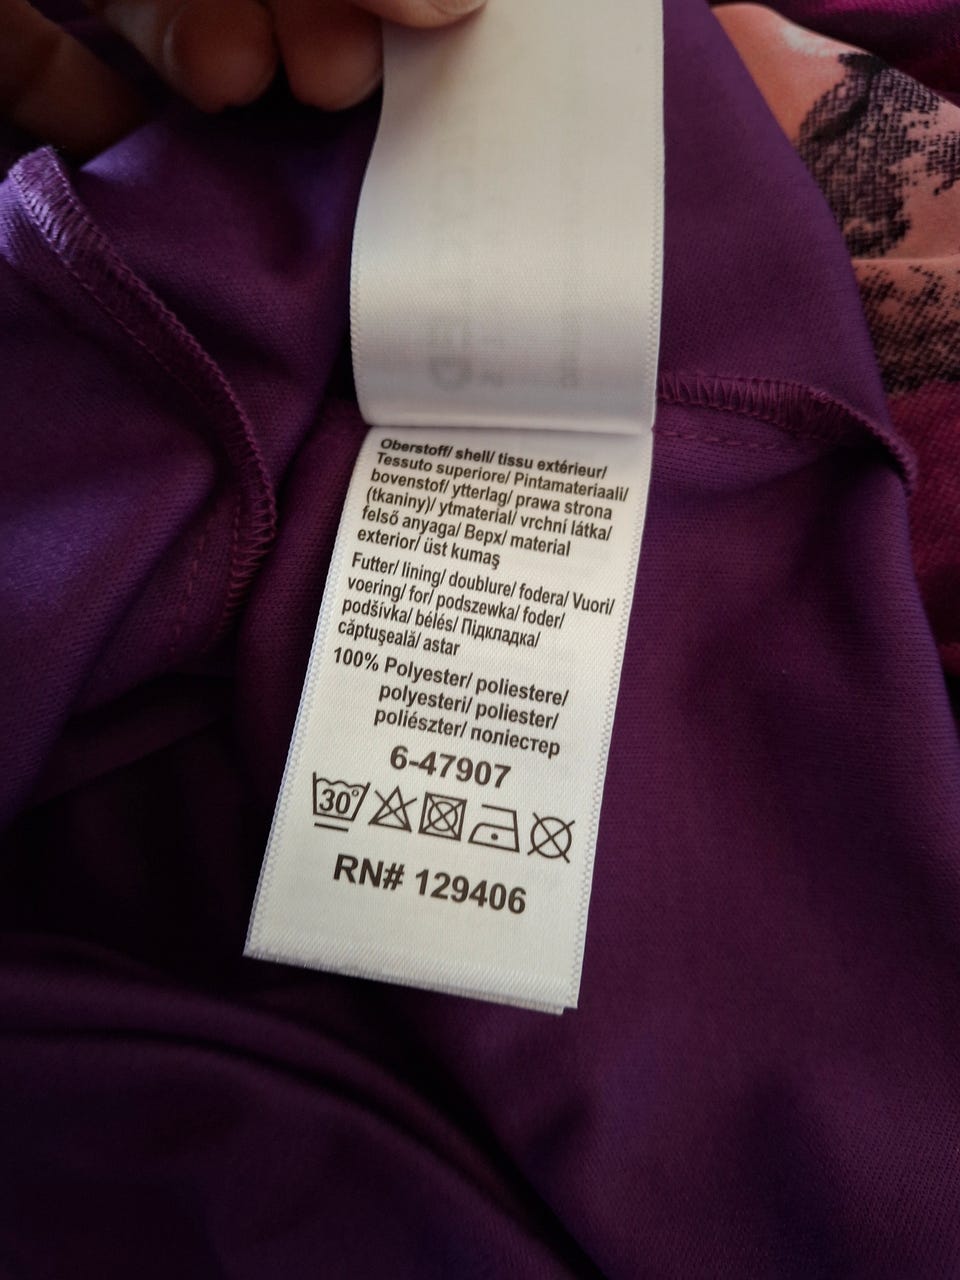 Oberstoff/ shell/ tissu extérieur/
Tessuto superiore/ Pintamateriaali/
bovenstof/ ytterlag/ prawa strona
(tkaniny)/ ytmaterial/ vrchní látka/
felső anyaga/ Верх/ material
exterior/ üst kumaş
Futter/ lining/ doublure/ fodera/ Vuori/
voering/ for/ podszewka/ foder/
podšívka/ bélés/ Підкладка/
căptuşeală/ astar
100% Polyester/ poliestere/
polyesteri/ poliester/
poliészter/ поліестер
6-47907
30°
RN# 129406